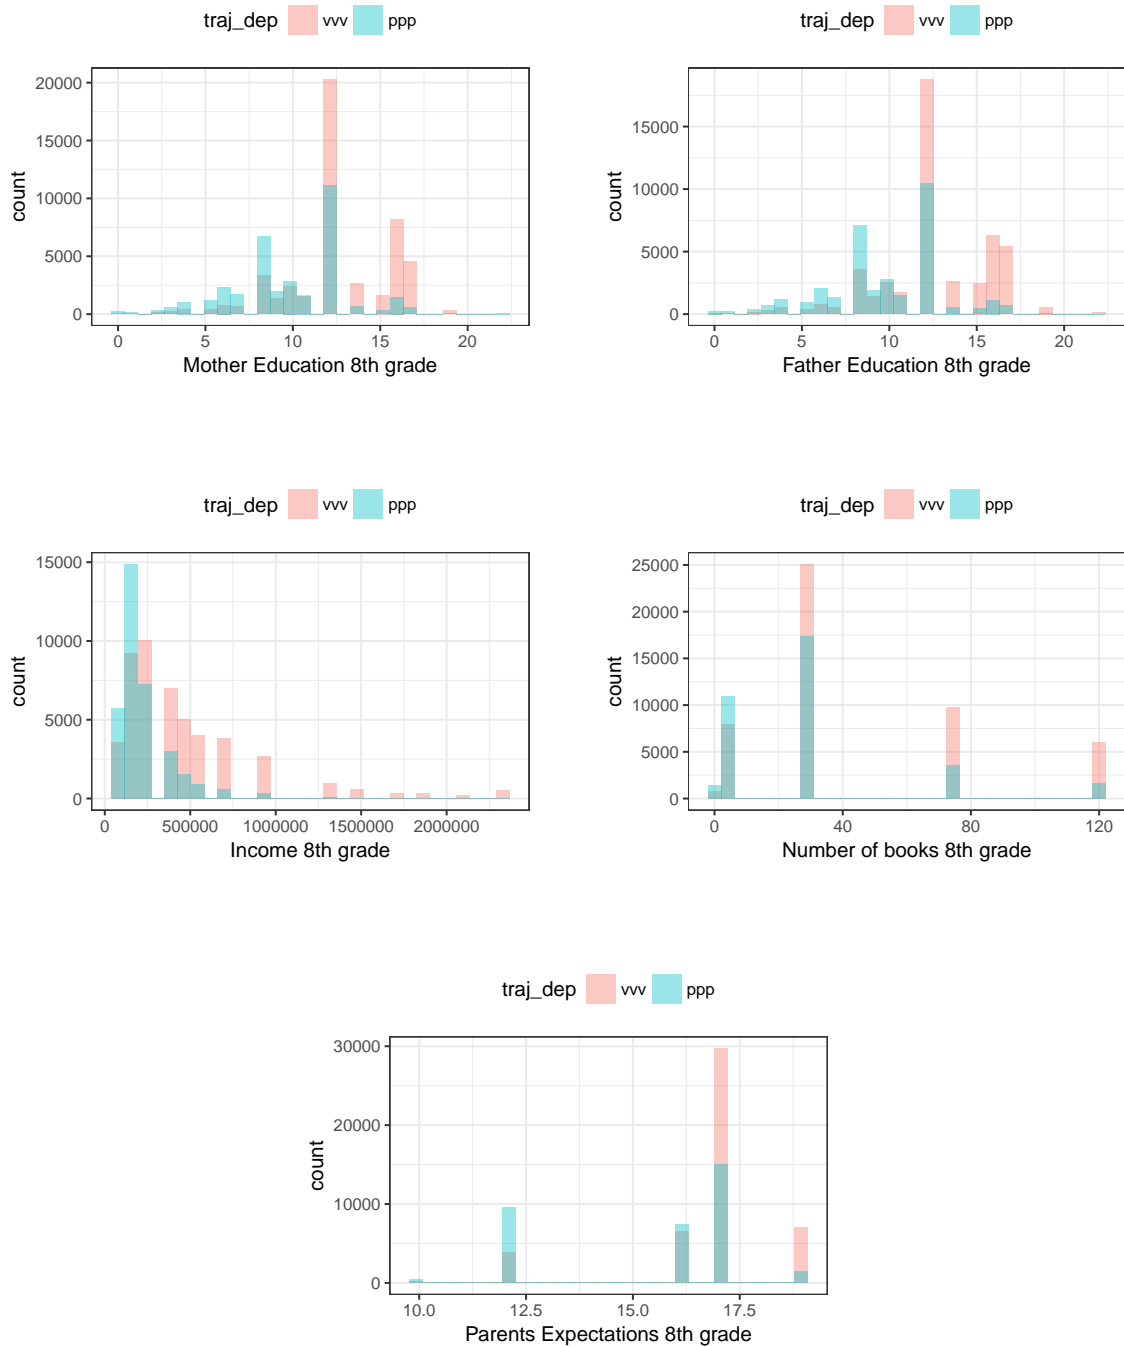 traj_dep vvv ppp
20000
15000
10000
5000
0
count
0 5 10 15 20
Mother Education 8th grade
traj_dep vvv ppp
15000
10000
5000
0
count
0 5 10 15 20
Father Education 8th grade
traj_dep vvv ppp
15000
10000
5000
0
count
0 500000 1000000 1500000 2000000
Income 8th grade
traj_dep vvv ppp
25000
20000
15000
10000
5000
0
count
0 40 80 120
Number of books 8th grade
traj_dep vvv ppp
30000
20000
10000
0
count
10.0 12.5 15.0 17.5
Parents Expectations 8th grade